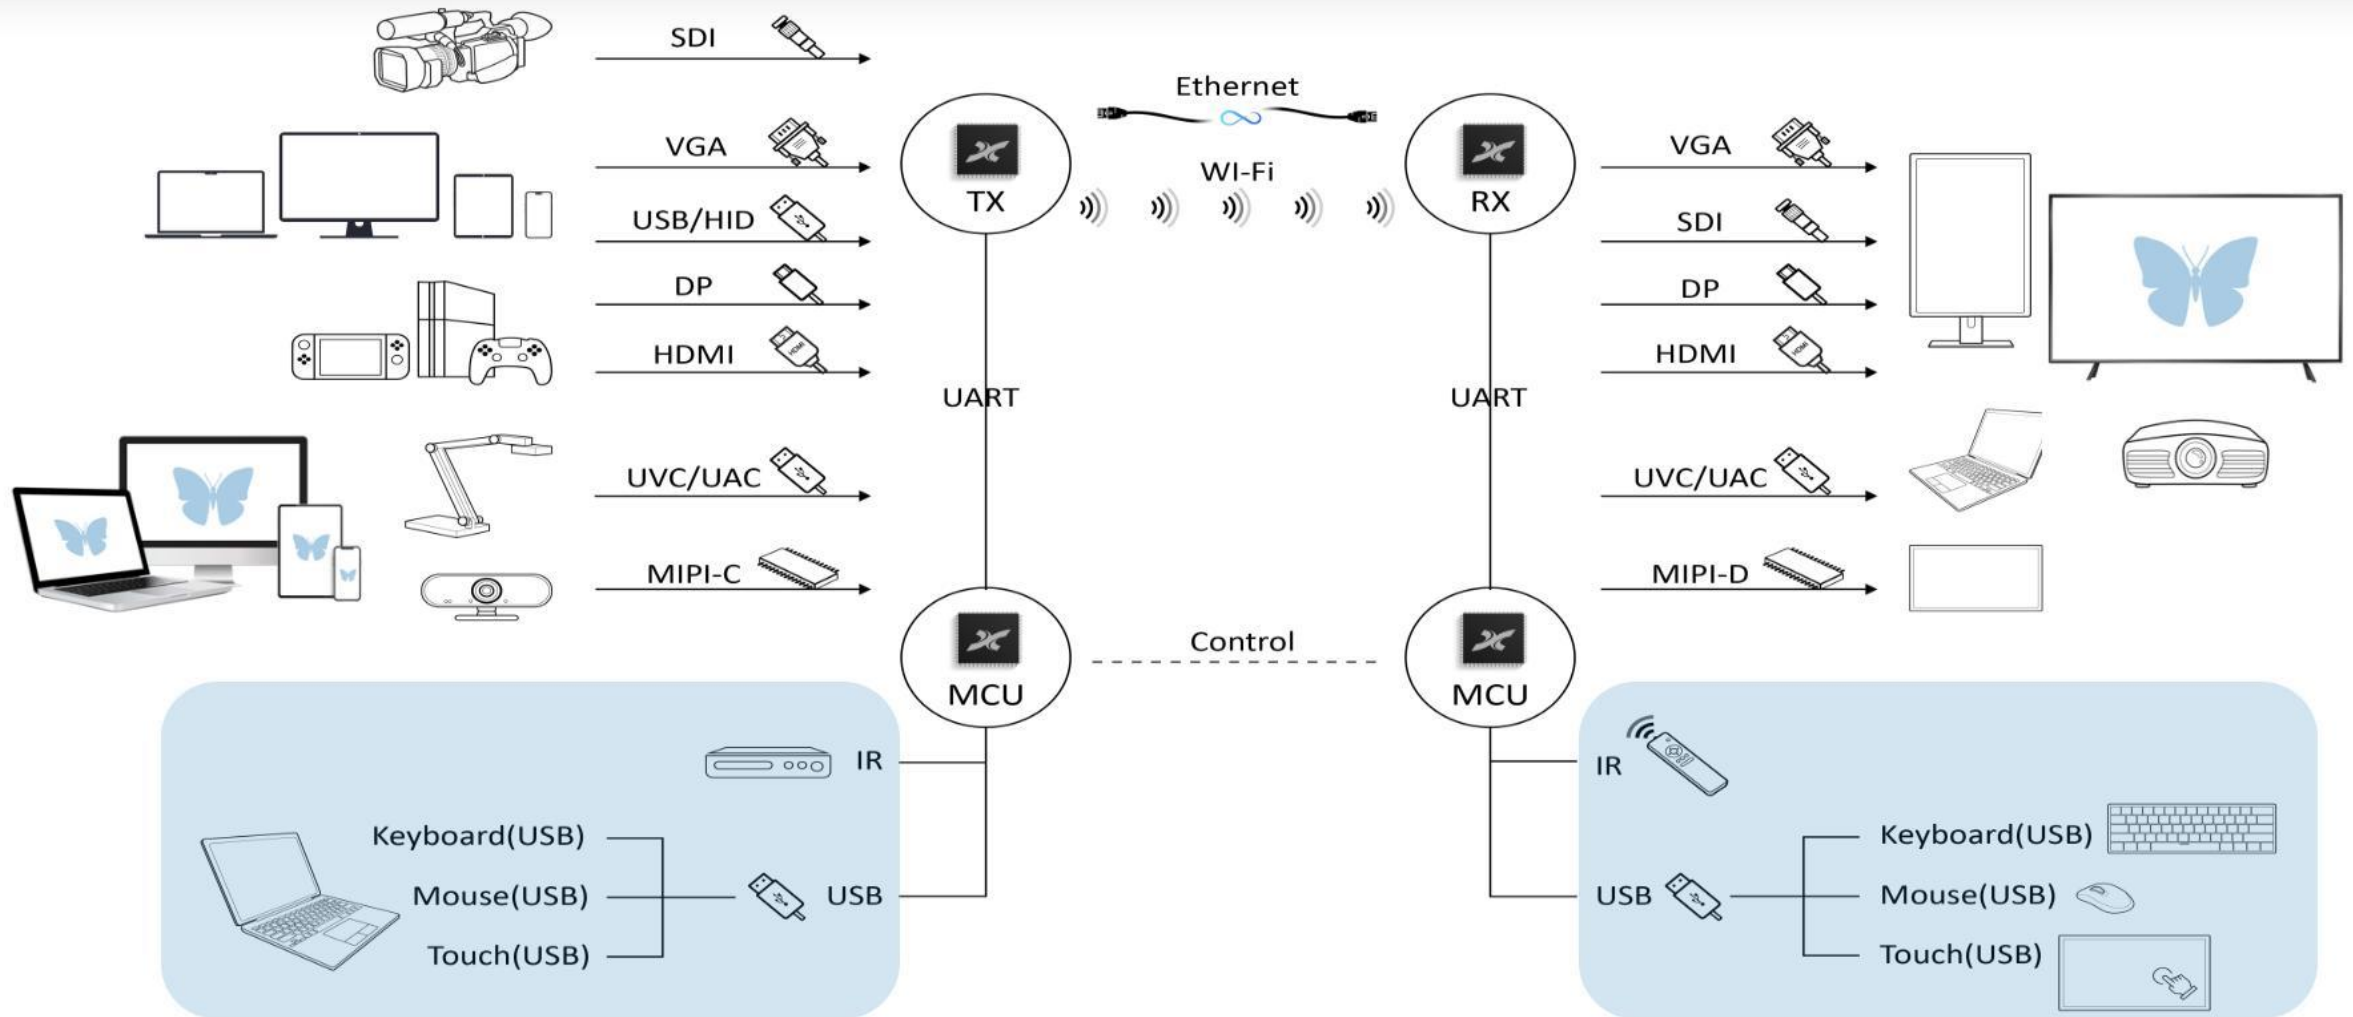 SDI
VGA
USB/HID
DP
HDMI
UVC/UAC
MIPI-C
TX
Ethernet
WI-Fi
RX
UART
UART
VGA
SDI
DP
HDMI
HDMI
HDMI
UVC/UAC
MIPI-D
MCU
Control
MCU
IR
Keyboard(USB)
Mouse(USB)
Touch(USB)
USB
IR
USB
Keyboard(USB)
Mouse(USB)
Touch(USB)